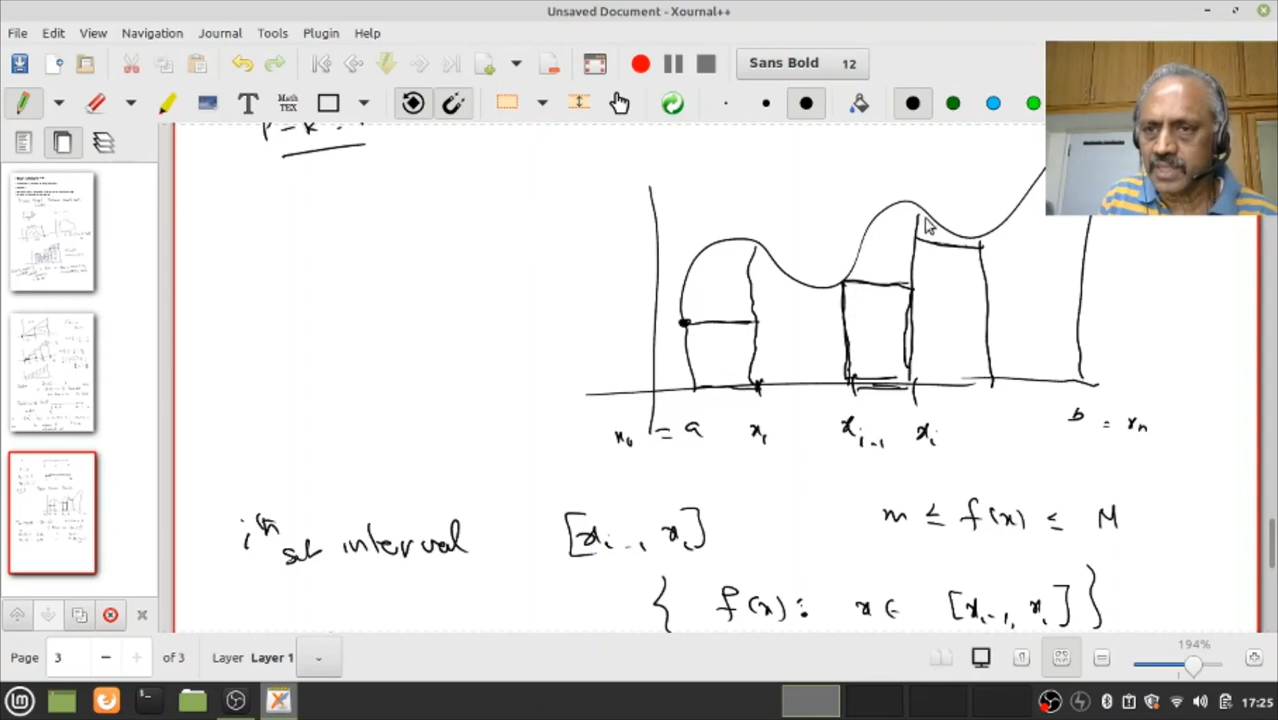 Unsaved Document - Xournal++
File Edit View Navigation Journal Tools Plugin Help
Sans Bold 12
T Math TEX
x₀ = a x₁ xᵢ₋₁ xᵢ b = xₙ
iᵗʰ sub interval [xᵢ₋₁, xᵢ] m ≤ f(x) ≤ M
{ f(x) : x ∈ [xᵢ₋₁, xᵢ] }
Page 3 of 3 Layer Layer 1 194%
17:25